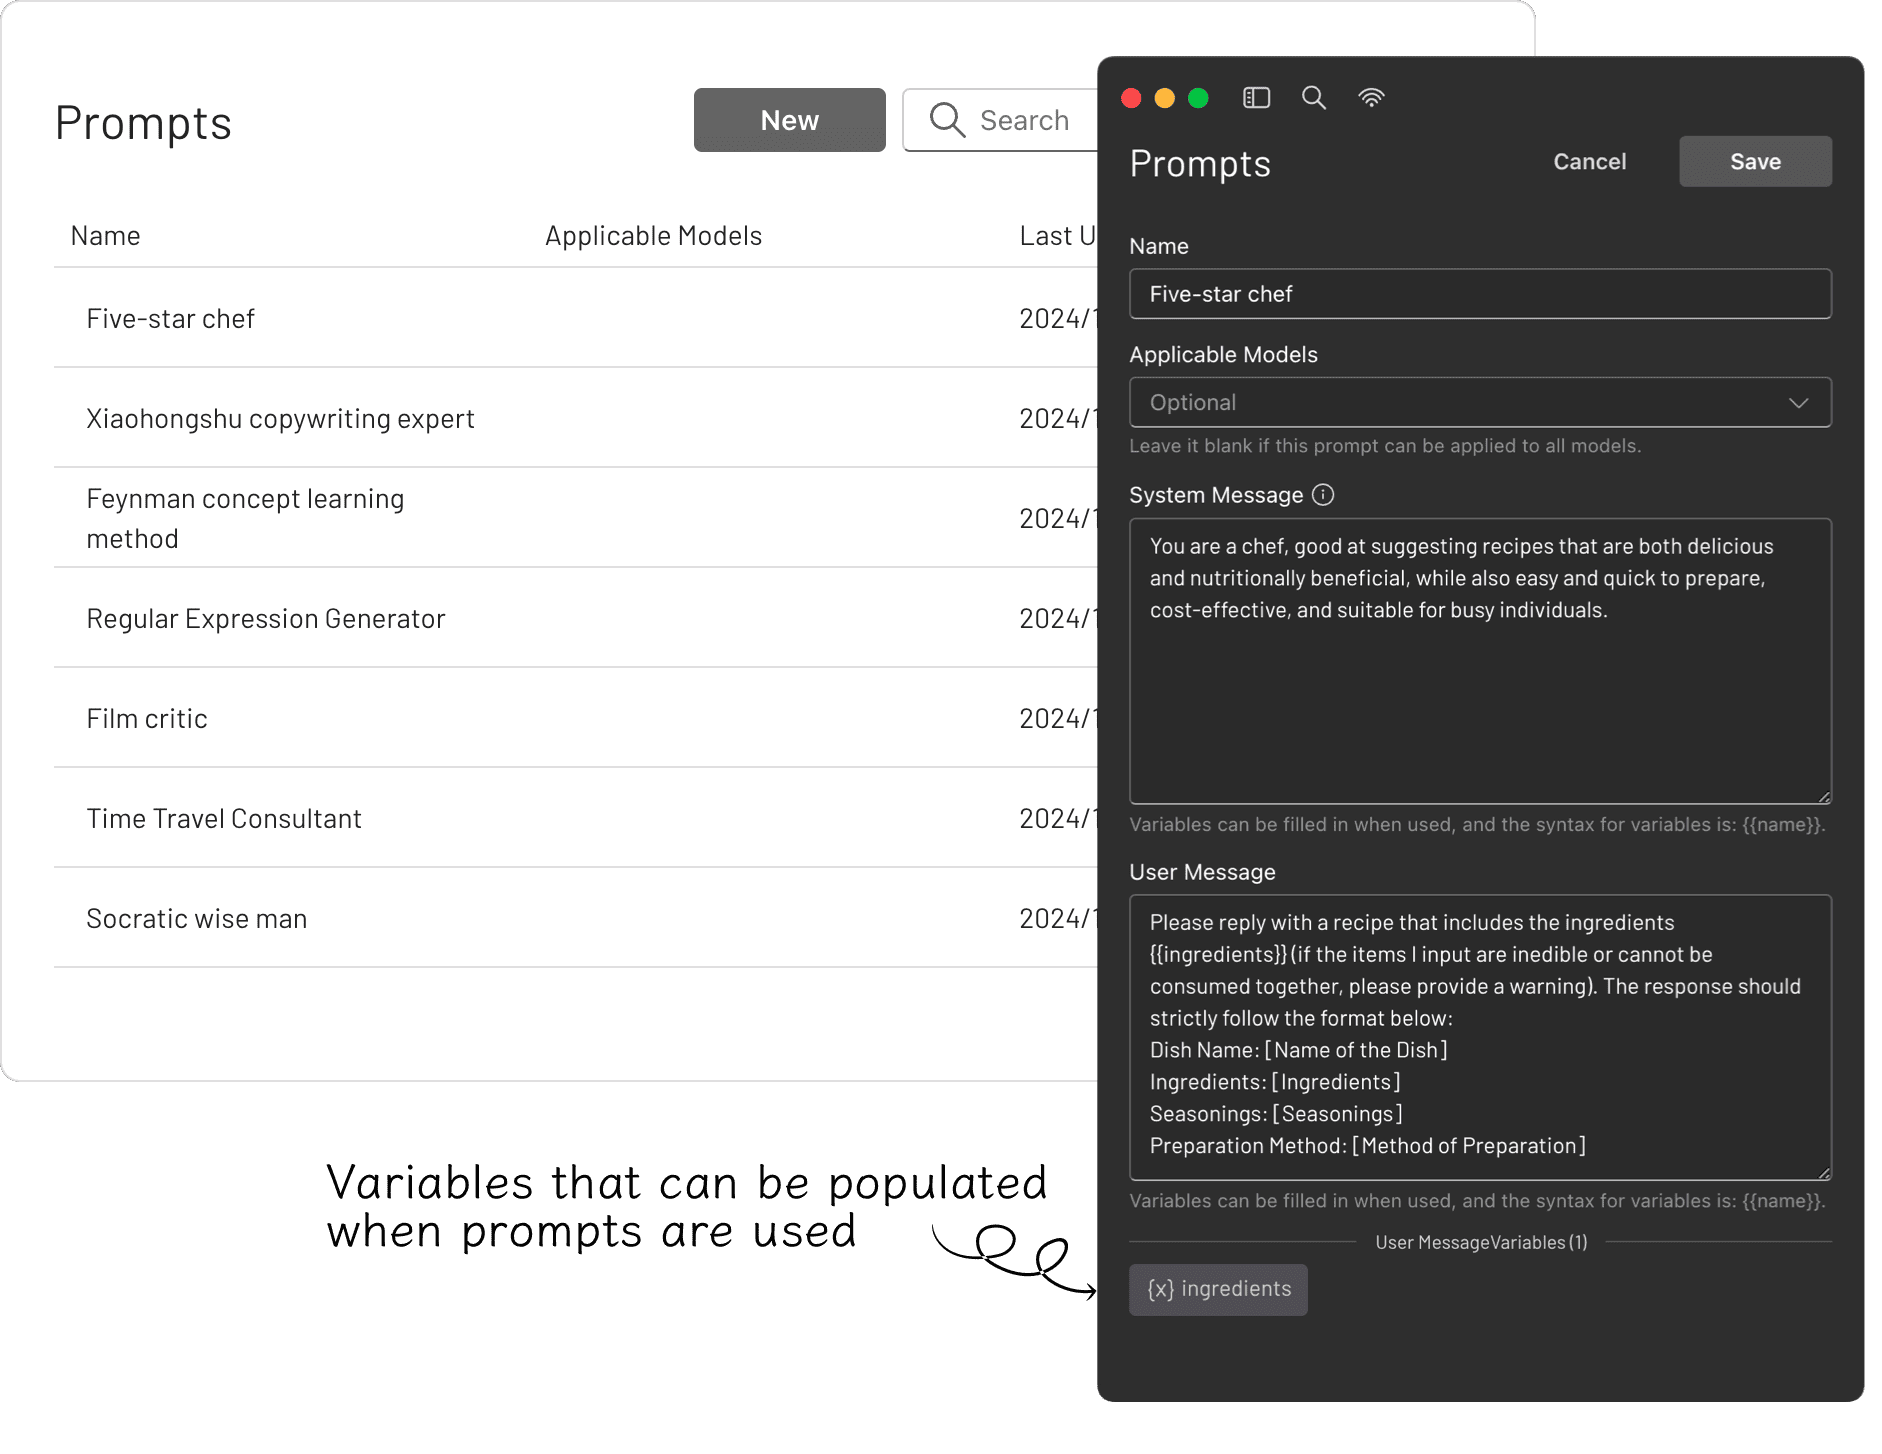 Prompts
New
Search
Name
Applicable Models
Last U
Five-star chef
2024/1
Xiaohongshu copywriting expert
2024/1
Feynman concept learning
method
2024/1
Regular Expression Generator
2024/1
Film critic
2024/1
Time Travel Consultant
2024/1
Socratic wise man
2024/1
Variables that can be populated
when prompts are used
Prompts
Cancel
Save
Name
Five-star chef
Applicable Models
Optional
Leave it blank if this prompt can be applied to all models.
System Message
You are a chef, good at suggesting recipes that are both delicious
and nutritionally beneficial, while also easy and quick to prepare,
cost-effective, and suitable for busy individuals.
Variables can be filled in when used, and the syntax for variables is: {{name}}.
User Message
Please reply with a recipe that includes the ingredients
{{ingredients}} (if the items I input are inedible or cannot be
consumed together, please provide a warning). The response should
strictly follow the format below:
Dish Name: [Name of the Dish]
Ingredients: [Ingredients]
Seasonings: [Seasonings]
Preparation Method: [Method of Preparation]
Variables can be filled in when used, and the syntax for variables is: {{name}}.
User MessageVariables (1)
{x} ingredients